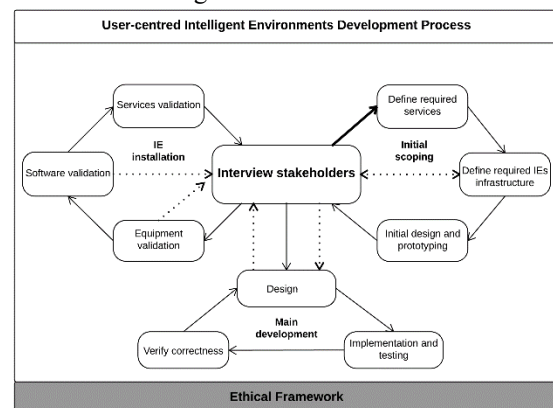 User-centred Intelligent Environments Development Process
Services validation
Define required
services
IE
installation
Initial
scoping
Software validation
Interview stakeholders
Define required IEs
infrastructure
Equipment
validation
Initial design and
prototyping
Design
Main
development
Verify correctness
Implementation and
testing
Ethical Framework